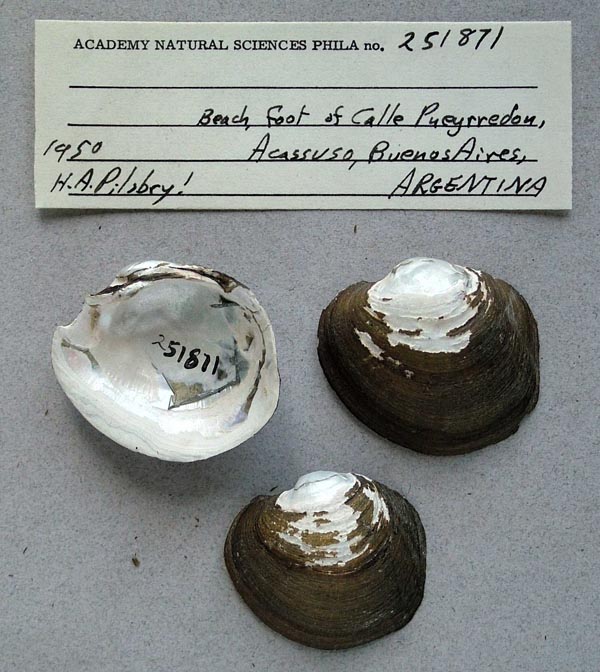 ACADEMY NATURAL SCIENCES PHILA no. 251871
Beach, foot of Calle Pueyrredon,
1950 Acassuso, Buenos Aires,
H.A. Pilsbry! ARGENTINA
251871